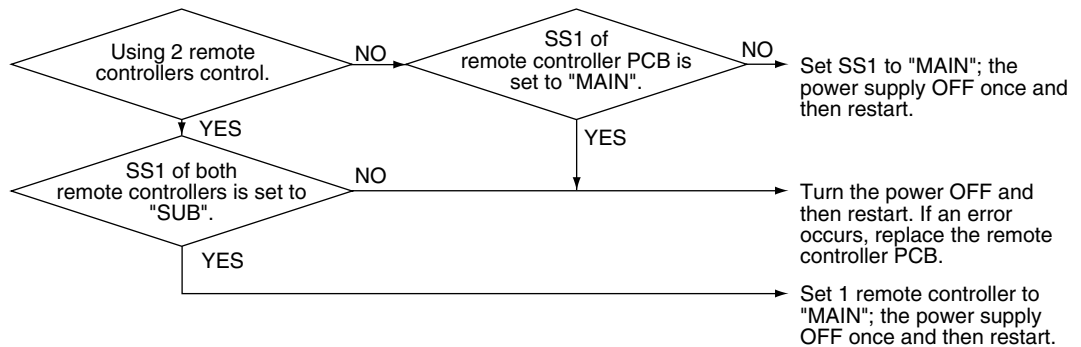 Using 2 remote
controllers control.
NO
SS1 of
remote controller PCB is
set to "MAIN".
NO
Set SS1 to "MAIN"; the
power supply OFF once and
then restart.
YES
YES
SS1 of both
remote controllers is set to
"SUB".
NO
Turn the power OFF and
then restart. If an error
occurs, replace the remote
controller PCB.
YES
Set 1 remote controller to
"MAIN"; the power supply
OFF once and then restart.